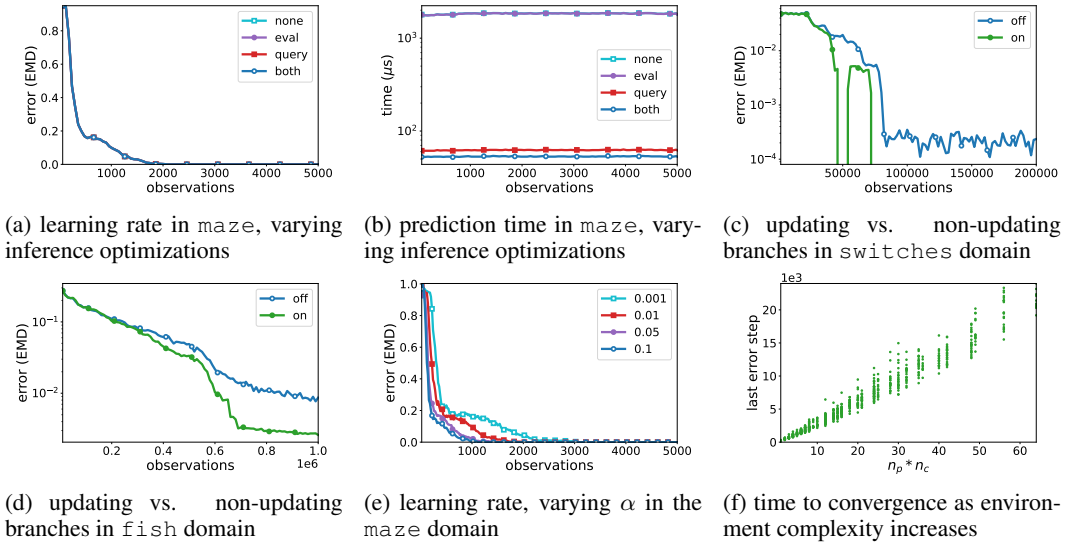 error (EMD)
0.8
0.6
0.4
0.2
0.0
none
eval
query
both
1000 2000 3000 4000 5000
observations
(a) learning rate in maze, varying
inference optimizations
time (μs)
10³
10²
none
eval
query
both
1000 2000 3000 4000 5000
observations
(b) prediction time in maze, vary-
ing inference optimizations
error (EMD)
10⁻²
10⁻³
10⁻⁴
off
on
50000 100000 150000 200000
observations
(c) updating vs. non-updating
branches in switches domain
error (EMD)
10⁻¹
10⁻²
off
on
0.2 0.4 0.6 0.8 1.0
observations
1e6
(d) updating vs. non-updating
branches in fish domain
error (EMD)
1.0
0.8
0.6
0.4
0.2
0.0
0.001
0.01
0.05
0.1
1000 2000 3000 4000 5000
observations
(e) learning rate, varying α in the
maze domain
1e3
last error step
20
15
10
5
0
10 20 30 40 50 60
nₚ * n꜀
(f) time to convergence as environ-
ment complexity increases